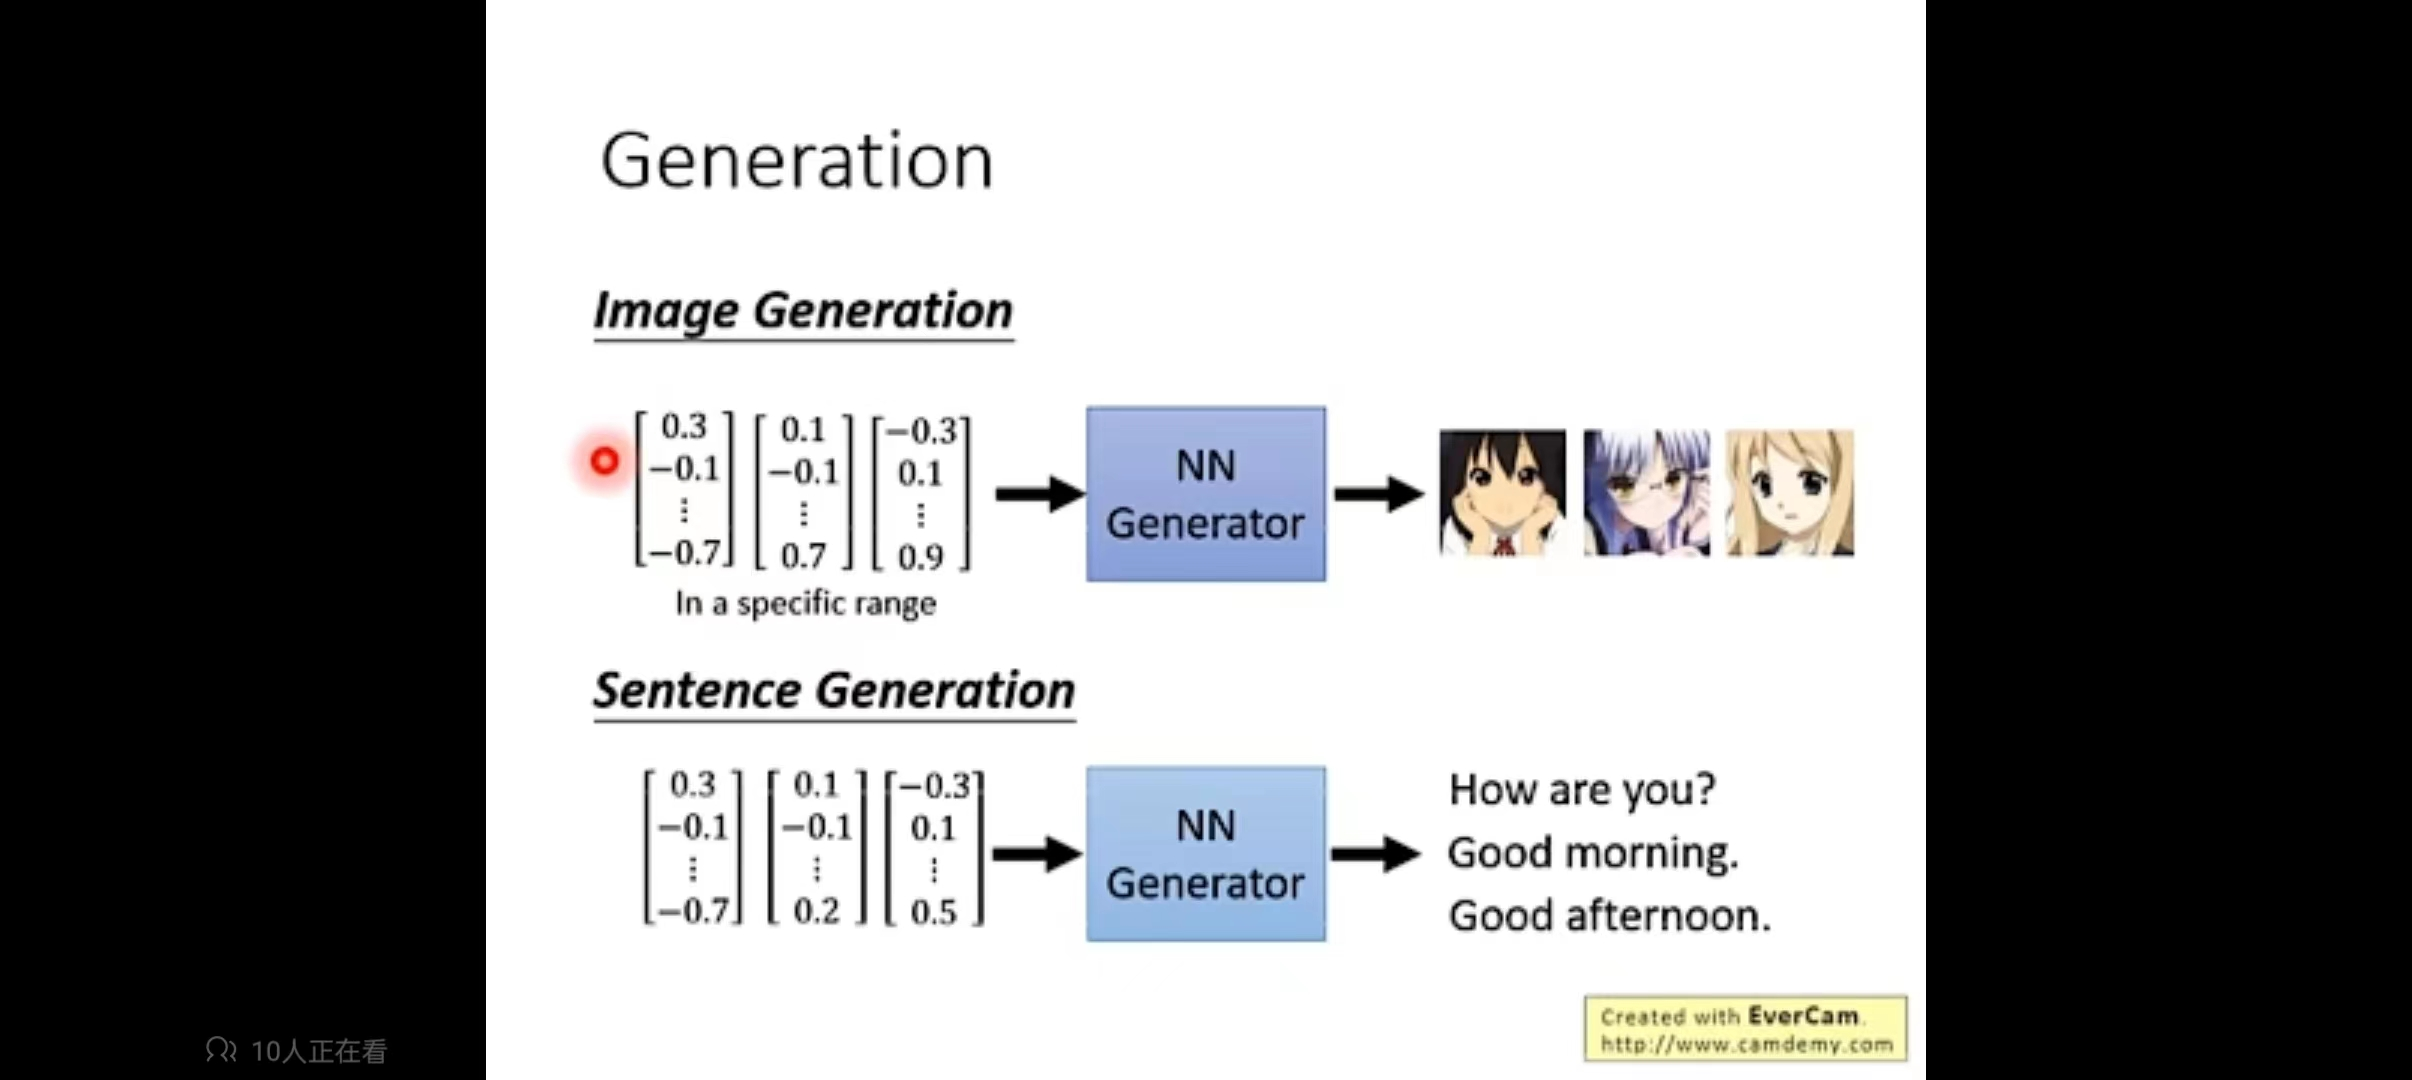 Generation
Image Generation
0.3 0.1 −0.3
−0.1 −0.1 0.1
⋮ ⋮ ⋮
−0.7 0.7 0.9
In a specific range
NN
Generator
Sentence Generation
0.3 0.1 −0.3
−0.1 −0.1 0.1
⋮ ⋮ ⋮
−0.7 0.2 0.5
NN
Generator
How are you?
Good morning.
Good afternoon.
Created with EverCam.
http://www.camdemy.com
10人正在看